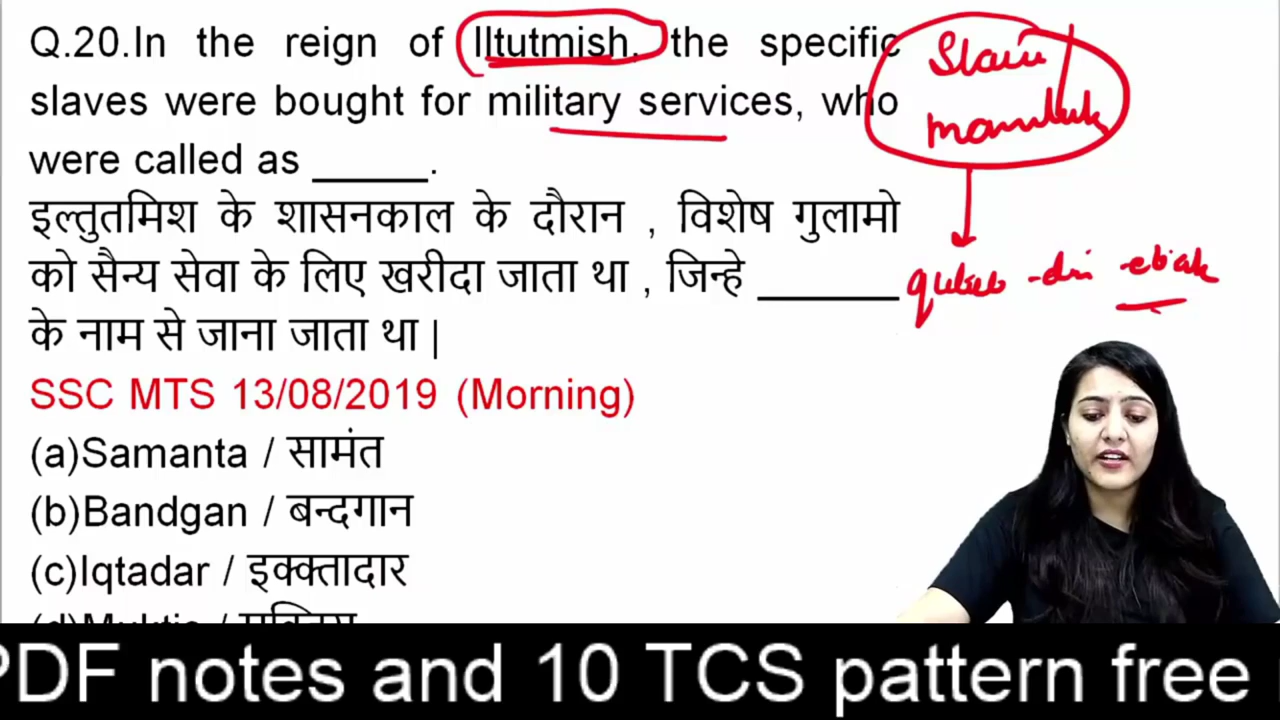 Q.20.In the reign of Iltutmish, the specific
slaves were bought for military services, who
were called as _____.
इल्तुतमिश के शासनकाल के दौरान , विशेष गुलामो
को सैन्य सेवा के लिए खरीदा जाता था , जिन्हे ______
के नाम से जाना जाता था |
SSC MTS 13/08/2019 (Morning)
(a)Samanta / सामंत
(b)Bandgan / बन्दगान
(c)Iqtadar / इक्क्तादार
PDF notes and 10 TCS pattern free